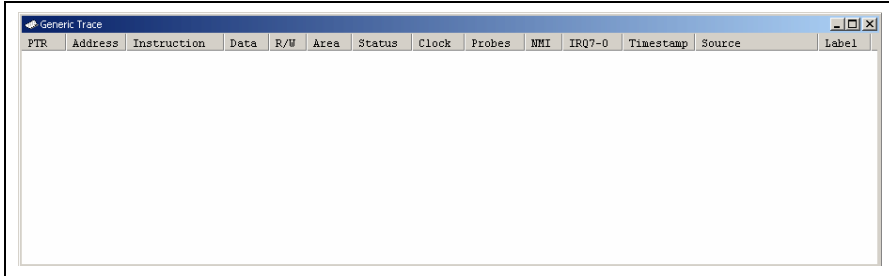 Generic Trace
PTR Address Instruction Data R/W Area Status Clock Probes NMI IRQ7-0 Timestamp Source Label